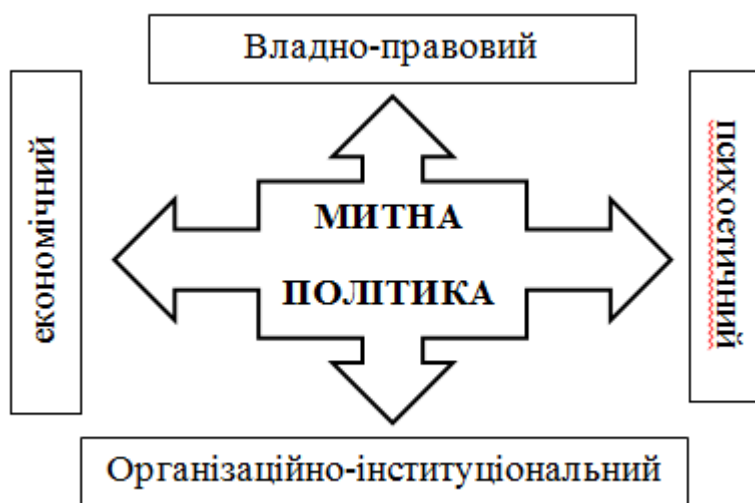 Владно-правовий
економічний
МИТНА
ПОЛІТИКА
психоетичний
Організаційно-інституціональний